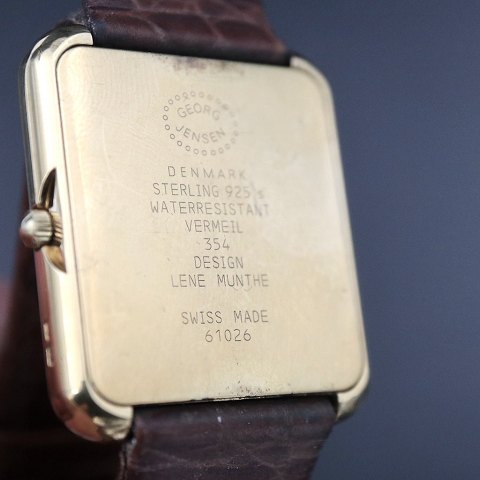 GEORG
JENSEN
DENMARK
STERLING 925 s
WATERRESISTANT
VERMEIL
354
DESIGN
LENE MUNTHE
SWISS MADE
61026